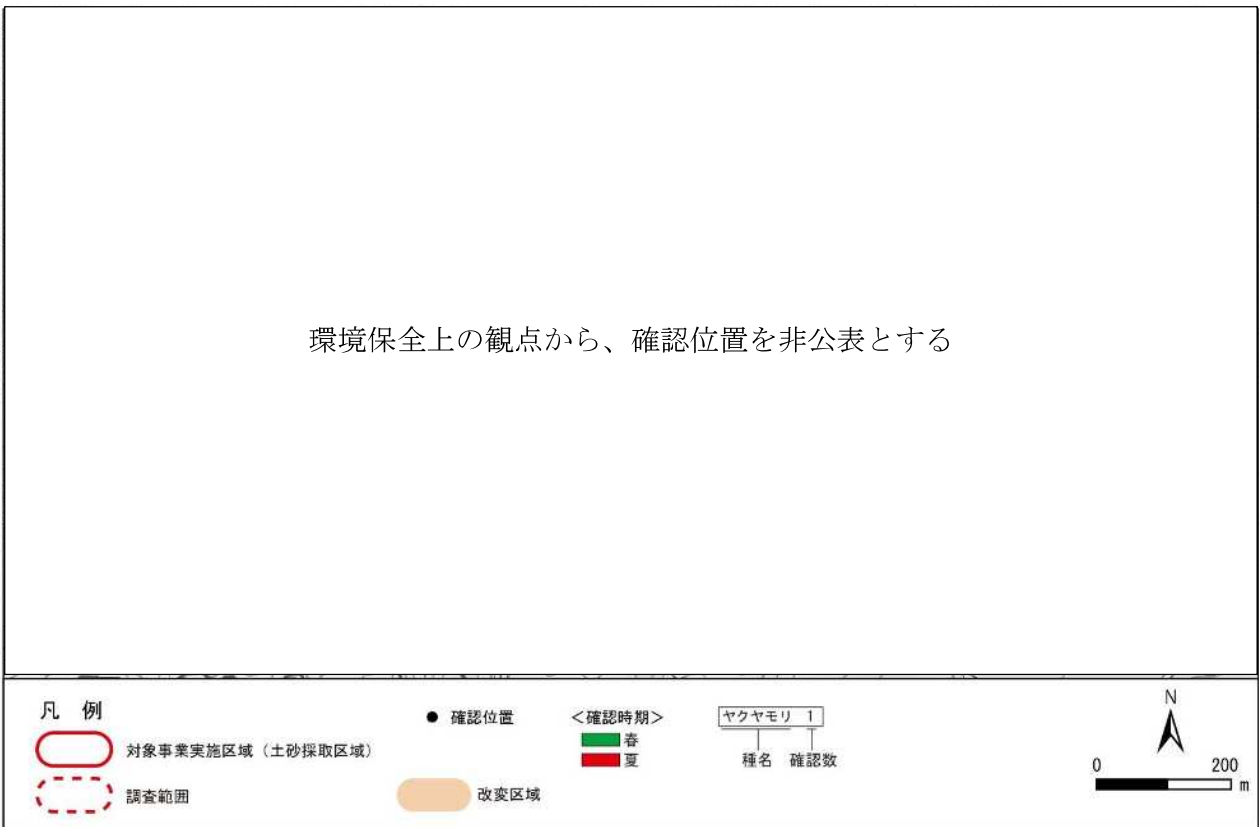 環境保全上の観点から、確認位置を非公表とする
凡 例
対象事業実施区域（土砂採取区域）
調査範囲
● 確認位置
改変区域
＜確認時期＞
春
夏
ヤクヤモリ 1
種名 確認数
N
0 200
m